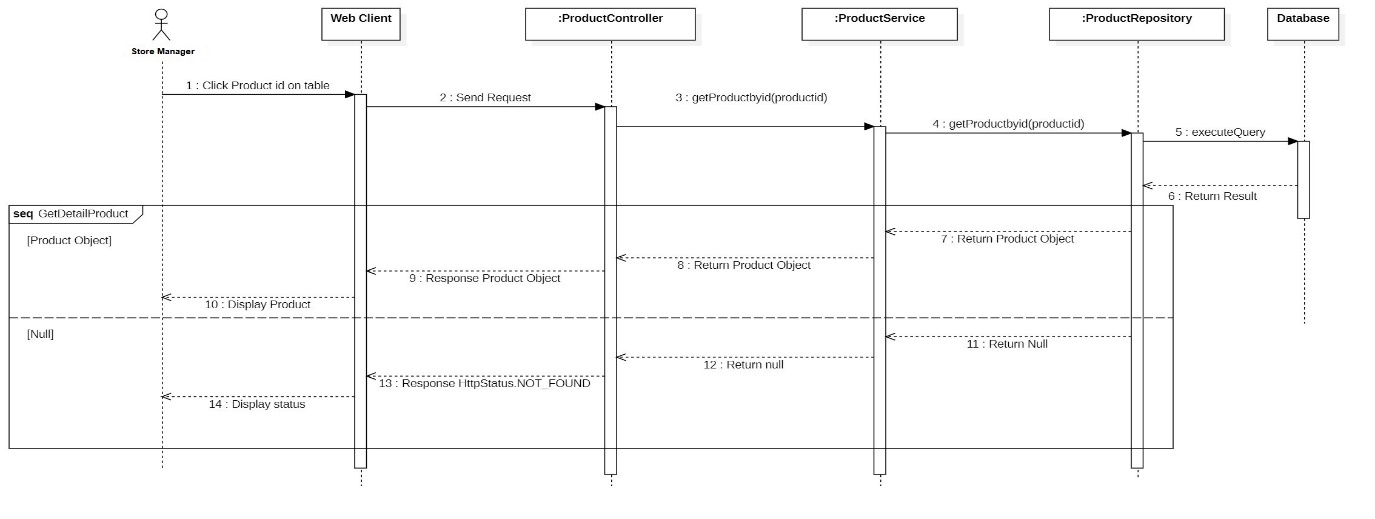 Web Client
:ProductController
:ProductService
:ProductRepository
Database
Store Manager
1 : Click Product id on table
2 : Send Request
3 : getProductbyid(productid)
4 : getProductbyid(productid)
5 : executeQuery
6 : Return Result
seq GetDetailProduct
[Product Object]
7 : Return Product Object
8 : Return Product Object
9 : Response Product Object
10 : Display Product
[Null]
11 : Return Null
12 : Return null
13 : Response HttpStatus.NOT_FOUND
14 : Display status